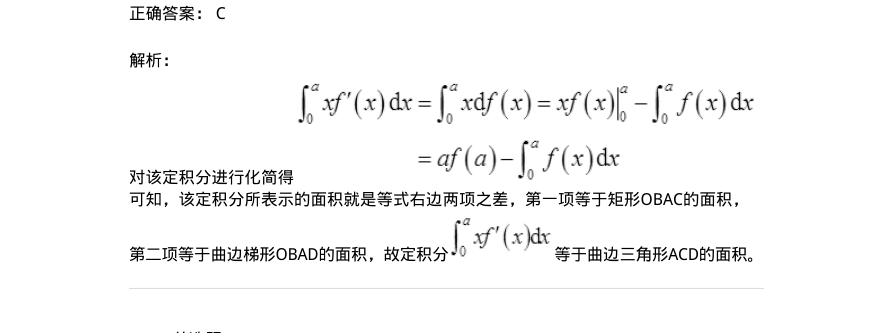 正确答案： C
解析：
∫₀ᵃ xf′(x)dx = ∫₀ᵃ xdf(x) = xf(x)|₀ᵃ − ∫₀ᵃ f(x)dx
= af(a) − ∫₀ᵃ f(x)dx
对该定积分进行化简得
可知，该定积分所表示的面积就是等式右边两项之差，第一项等于矩形OBAC的面积，
第二项等于曲边梯形OBAD的面积，故定积分∫₀ᵃ xf′(x)dx 等于曲边三角形ACD的面积。